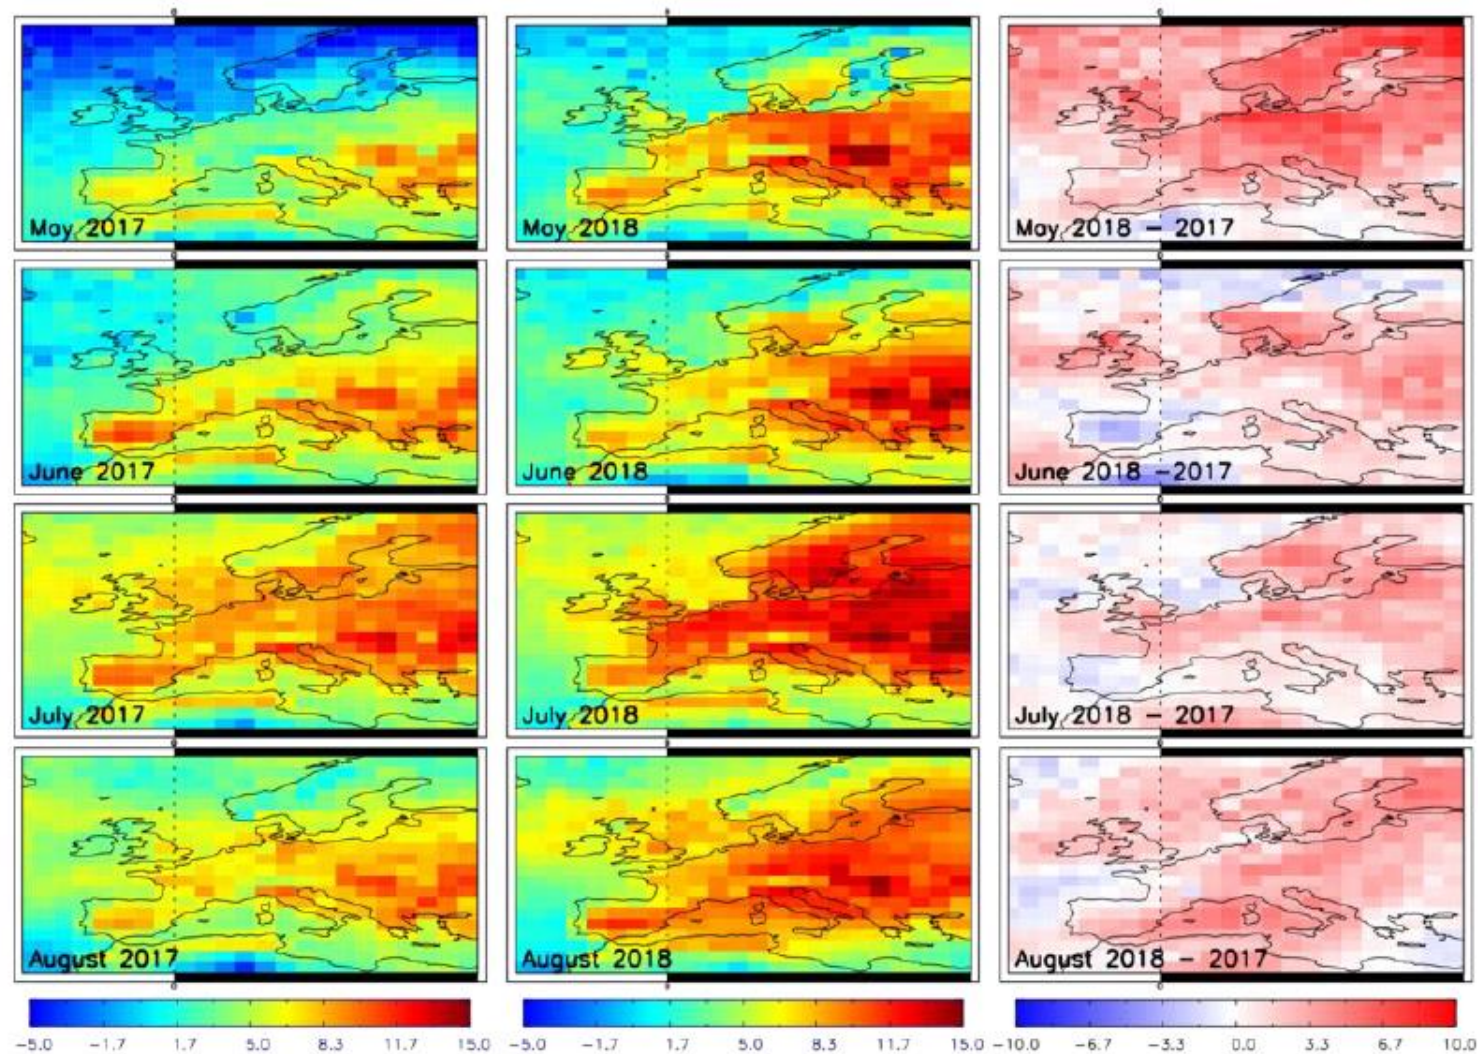 May 2017
May 2018
May 2018 - 2017
June 2017
June 2018
June 2018 -2017
July 2017
July 2018
July 2018 - 2017
August 2017
August 2018
August 2018 - 2017
-5.0 -1.7 1.7 5.0 8.3 11.7 15.0
-5.0 -1.7 1.7 5.0 8.3 11.7 15.0
-10.0 -6.7 -3.3 0.0 3.3 6.7 10.0